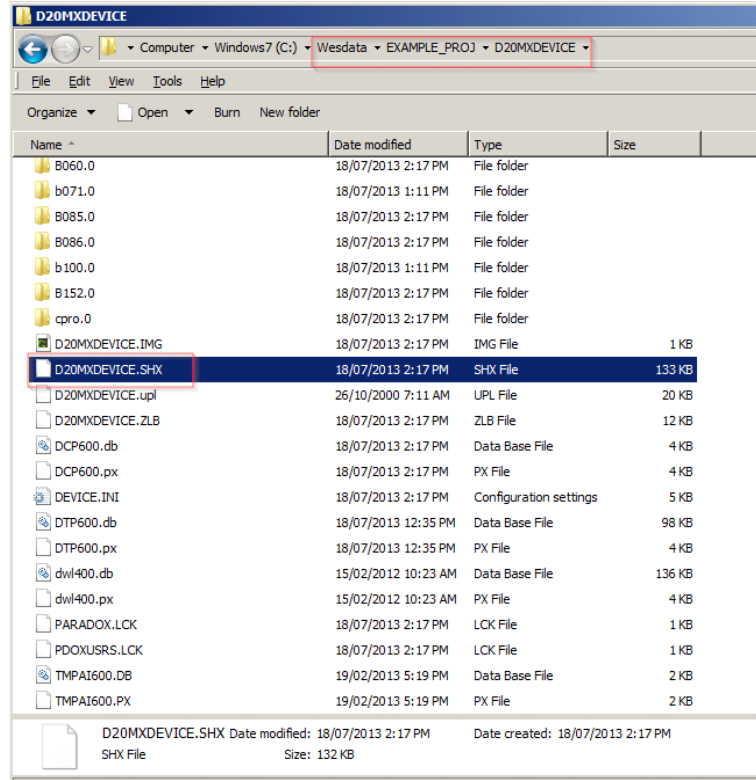 D20MXDEVICE
Computer Windows7 (C:) Wesdata EXAMPLE_PROJ D20MXDEVICE
File Edit View Tools Help
Organize Open Burn New folder
Name Date modified Type Size
B060.0 18/07/2013 2:17 PM File folder
b071.0 18/07/2013 1:11 PM File folder
B085.0 18/07/2013 2:17 PM File folder
B086.0 18/07/2013 2:17 PM File folder
b100.0 18/07/2013 1:11 PM File folder
B152.0 18/07/2013 2:17 PM File folder
cpro.0 18/07/2013 2:17 PM File folder
D20MXDEVICE.IMG 18/07/2013 2:17 PM IMG File 1 KB
D20MXDEVICE.SHX 18/07/2013 2:17 PM SHX File 133 KB
D20MXDEVICE.upl 26/10/2000 7:11 AM UPL File 20 KB
D20MXDEVICE.ZLB 18/07/2013 2:17 PM ZLB File 12 KB
DCP600.db 18/07/2013 2:17 PM Data Base File 4 KB
DCP600.px 18/07/2013 2:17 PM PX File 4 KB
DEVICE.INI 18/07/2013 2:17 PM Configuration settings 5 KB
DTP600.db 18/07/2013 12:35 PM Data Base File 98 KB
DTP600.px 18/07/2013 12:35 PM PX File 4 KB
dwl400.db 15/02/2012 10:23 AM Data Base File 136 KB
dwl400.px 15/02/2012 10:23 AM PX File 4 KB
PARADOX.LCK 18/07/2013 2:17 PM LCK File 1 KB
PDOXUSRS.LCK 18/07/2013 2:17 PM LCK File 1 KB
TMPAI600.DB 19/02/2013 5:19 PM Data Base File 2 KB
TMPAI600.PX 19/02/2013 5:19 PM PX File 2 KB
D20MXDEVICE.SHX Date modified: 18/07/2013 2:17 PM Date created: 18/07/2013 2:17 PM
SHX File Size: 132 KB